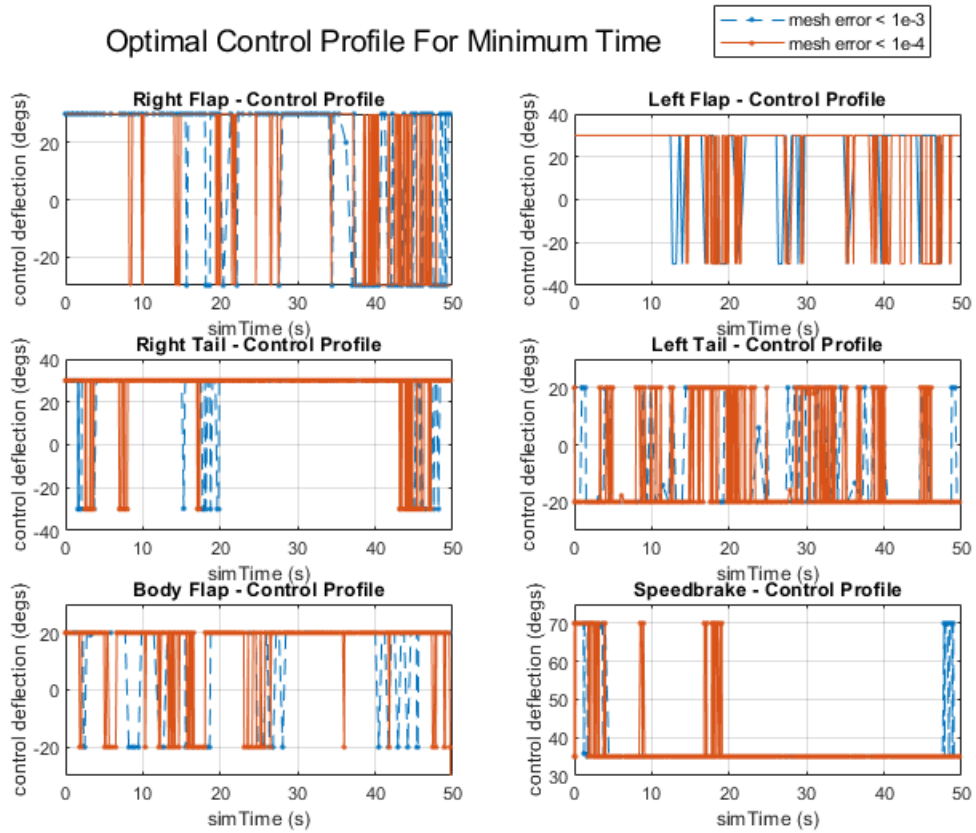 Optimal Control Profile For Minimum Time
mesh error < 1e-3
mesh error < 1e-4
Right Flap - Control Profile
control deflection (degs)
20
0
-20
0 10 20 30 40 50
simTime (s)
Left Flap - Control Profile
control deflection (degs)
40
20
0
-20
-40
0 10 20 30 40 50
simTime (s)
Right Tail - Control Profile
control deflection (degs)
40
20
0
-20
-40
0 10 20 30 40 50
simTime (s)
Left Tail - Control Profile
control deflection (degs)
20
0
-20
0 10 20 30 40 50
simTime (s)
Body Flap - Control Profile
control deflection (degs)
20
0
-20
0 10 20 30 40 50
simTime (s)
Speedbrake - Control Profile
control deflection (degs)
70
60
50
40
30
0 10 20 30 40 50
simTime (s)